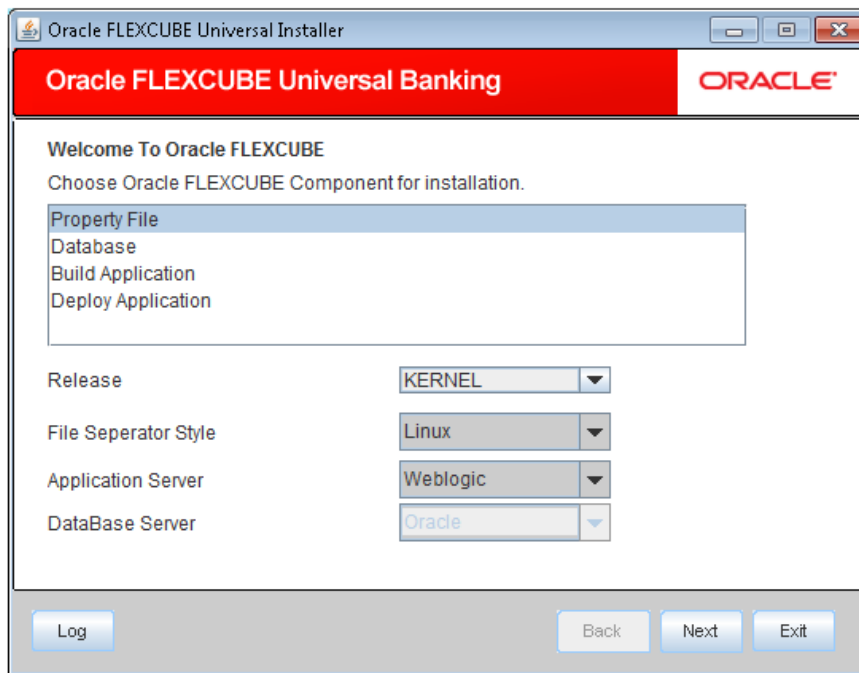 Oracle FLEXCUBE Universal Installer
Oracle FLEXCUBE Universal Banking
ORACLE
Welcome To Oracle FLEXCUBE
Choose Oracle FLEXCUBE Component for installation.
Property File
Database
Build Application
Deploy Application
Release KERNEL
File Seperator Style Linux
Application Server Weblogic
DataBase Server Oracle
Log Back Next Exit